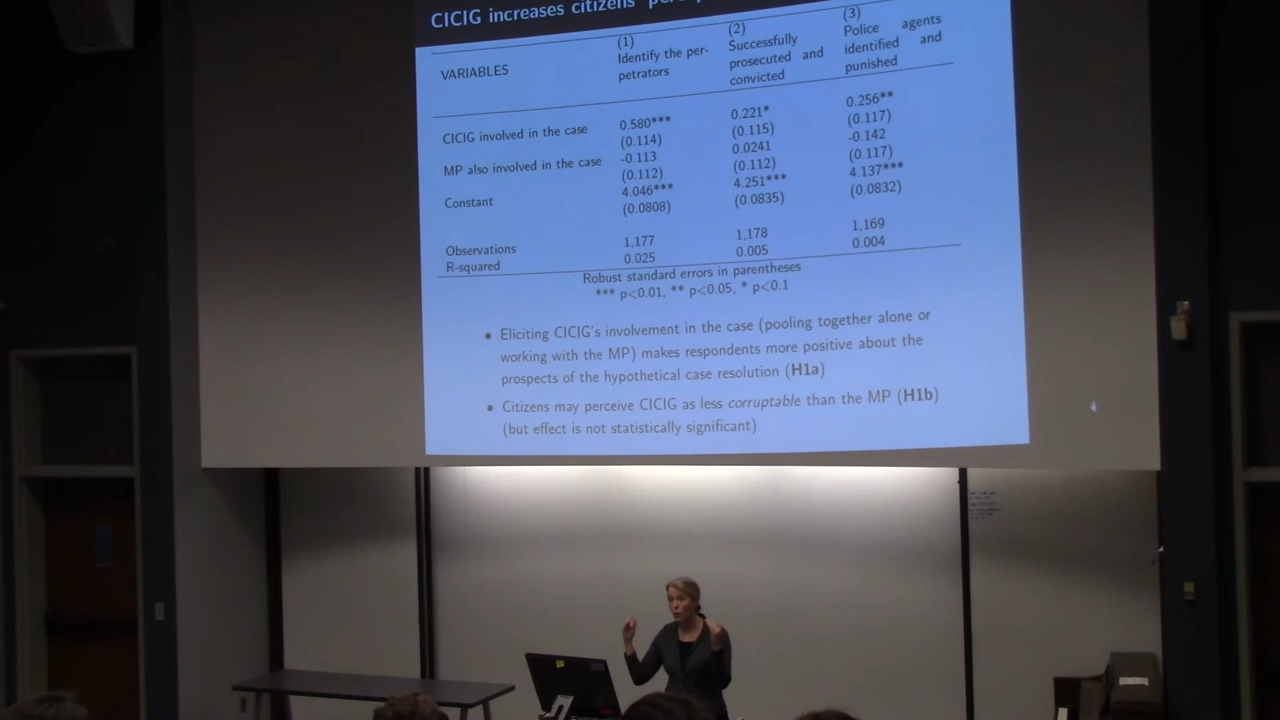 CICIG increases citizens'
VARIABLES
(1)
Identify the per-
petrators
(2)
Successfully
prosecuted and
convicted
(3)
Police agents
identified and
punished
CICIG involved in the case 0.580*** 0.221* 0.256**
(0.114) (0.115) (0.117)
MP also involved in the case -0.113 0.0241 -0.142
(0.112) (0.112) (0.117)
Constant 4.046*** 4.251*** 4.137***
(0.0808) (0.0835) (0.0832)
Observations 1,177 1,178 1,169
R-squared 0.025 0.005 0.004
Robust standard errors in parentheses
*** p<0.01, ** p<0.05, * p<0.1
• Eliciting CICIG's involvement in the case (pooling together alone or
working with the MP) makes respondents more positive about the
prospects of the hypothetical case resolution (H1a)
• Citizens may perceive CICIG as less corruptable than the MP (H1b)
(but effect is not statistically significant)